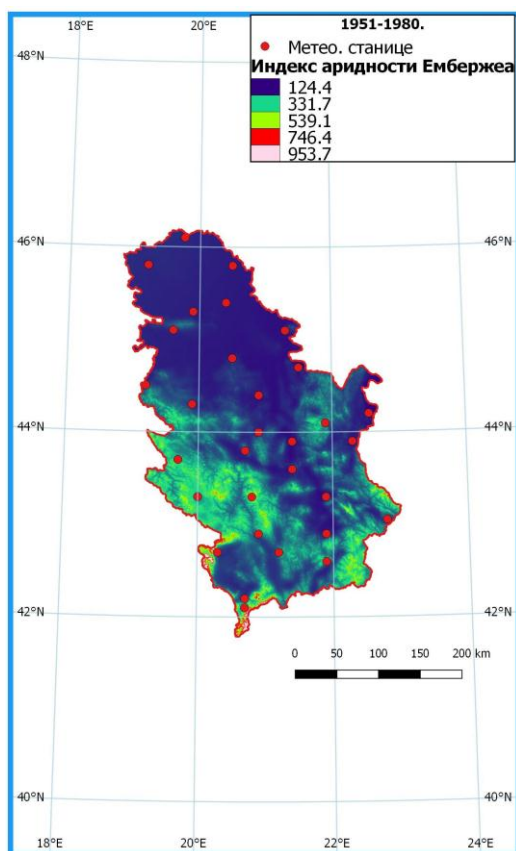 1951-1980.
Метео. станице
Индекс аридности Ембержеа
124.4
331.7
539.1
746.4
953.7
18°E 20°E
48°N 48°N
46°N 46°N
44°N 44°N
42°N 42°N
0 50 100 150 200 km
40°N 40°N
18°E 20°E 22°E 24°E